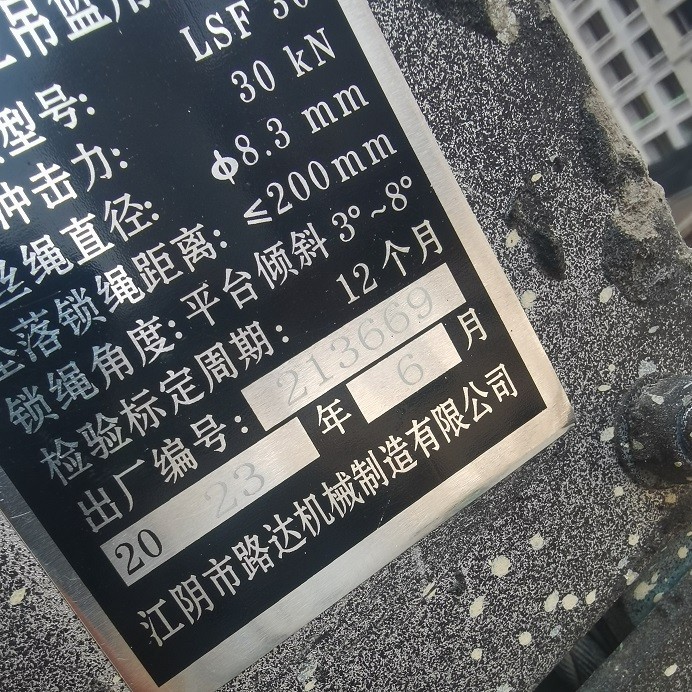 吊篮用
型号: LSF 30
冲击力: 30 kN
丝绳直径: φ8.3 mm
坠落锁绳距离: ≤200mm
锁绳角度: 平台倾斜 3°~8°
检验标定周期: 12个月
出厂编号: 213669
20 23 年 6 月
江阴市路达机械制造有限公司